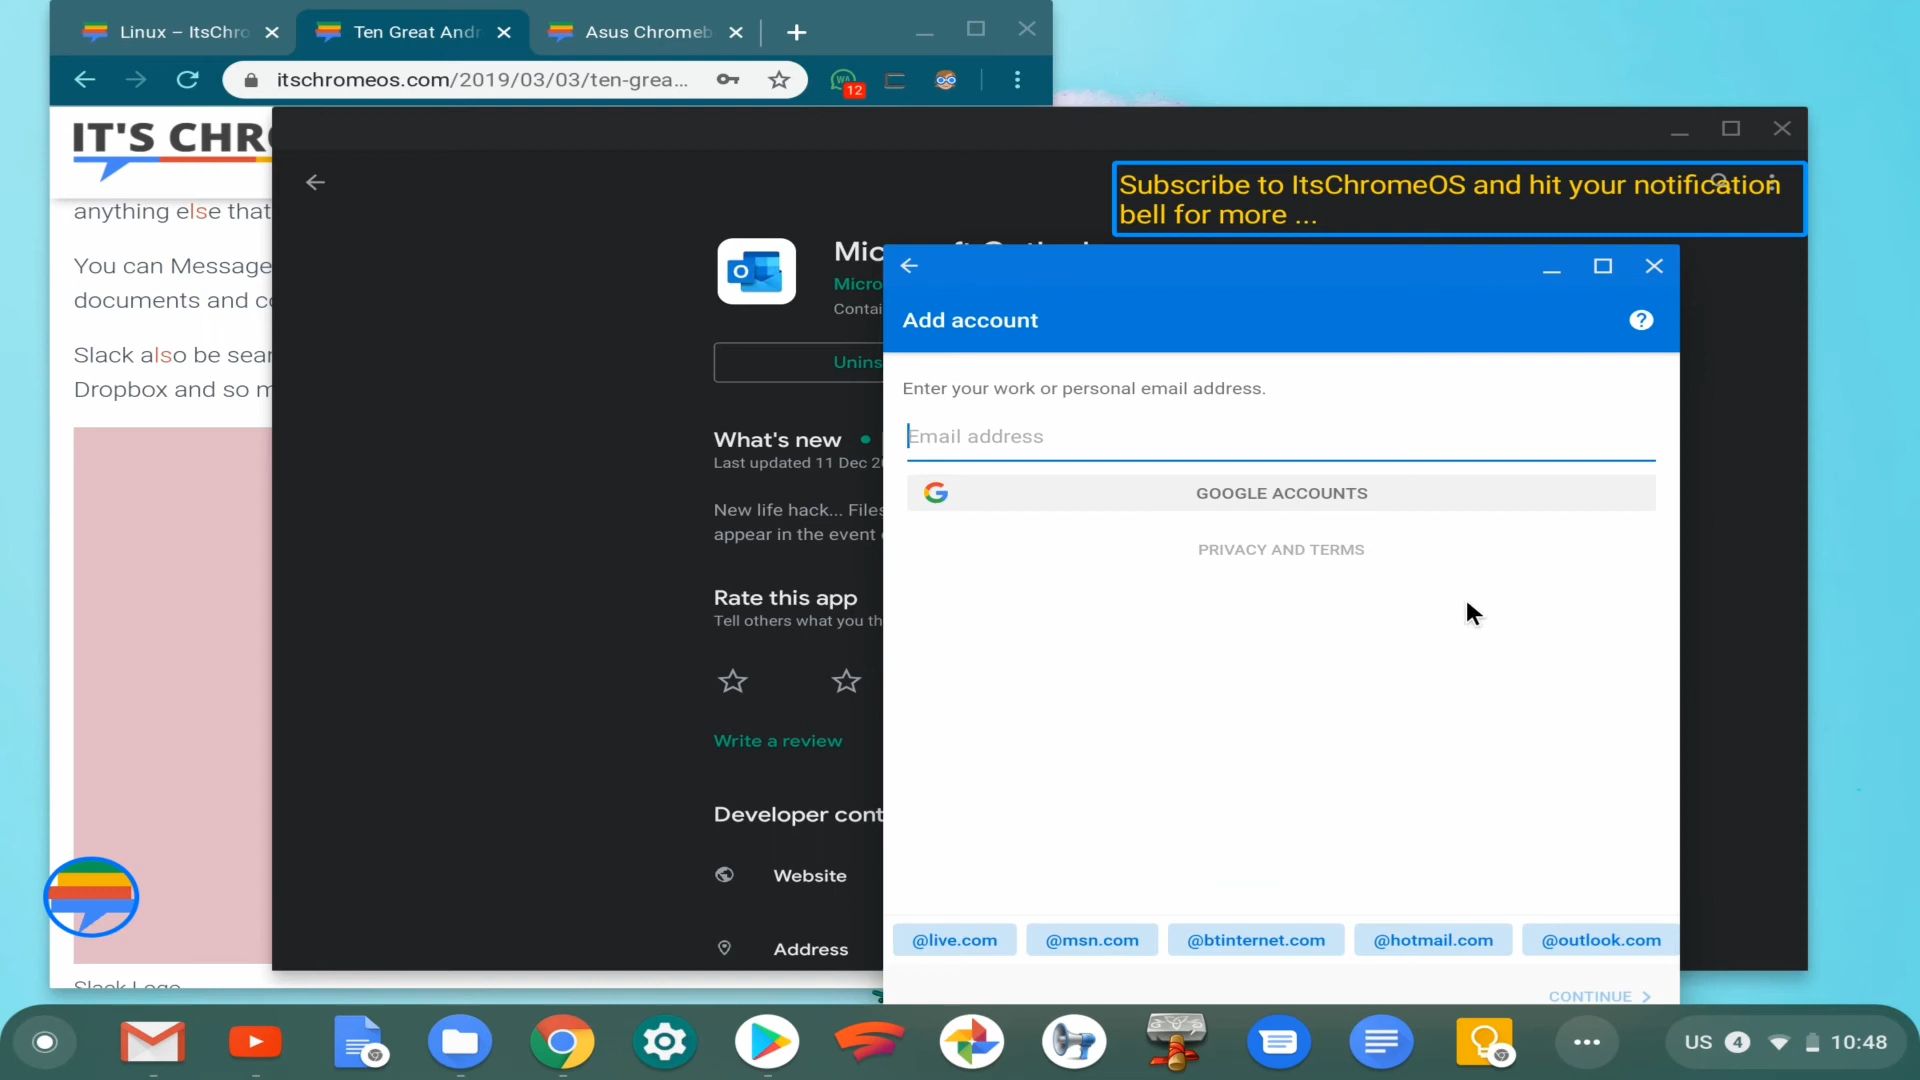 Linux – ItsChro
Ten Great Andr
Asus Chromeb
itschromeos.com/2019/03/03/ten-grea...
12
IT'S CHR
anything else that
You can Message
documents and c
Slack also be sear
Dropbox and so m
Subscribe to ItsChromeOS and hit your notification
bell for more ...
Mic
Micro
Contai
Unins
What's new
Last updated 11 Dec 2
New life hack... Files
appear in the event
Rate this app
Tell others what you th
Write a review
Developer cont
Website
Address
Add account
Enter your work or personal email address.
Email address
GOOGLE ACCOUNTS
PRIVACY AND TERMS
@live.com
@msn.com
@btinternet.com
@hotmail.com
@outlook.com
CONTINUE
US 4 10:48